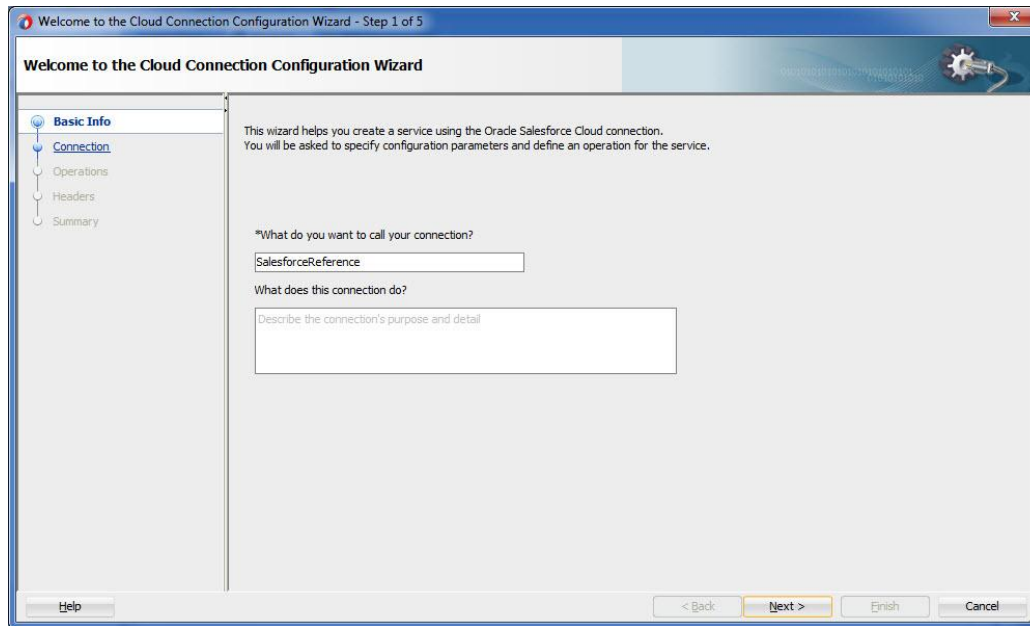 Welcome to the Cloud Connection Configuration Wizard - Step 1 of 5
Welcome to the Cloud Connection Configuration Wizard
Basic Info
Connection
Operations
Headers
Summary
This wizard helps you create a service using the Oracle Salesforce Cloud connection.
You will be asked to specify configuration parameters and define an operation for the service.
*What do you want to call your connection?
SalesforceReference
What does this connection do?
Describe the connection's purpose and detail
Help
< Back
Next >
Finish
Cancel